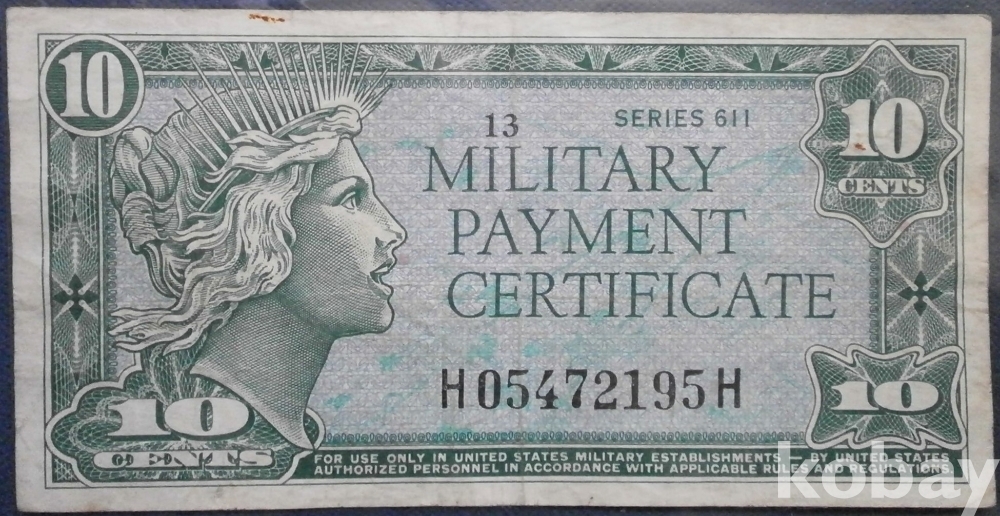 10
13 SERIES 611
10
CENTS
MILITARY
PAYMENT
CERTIFICATE
H05472195H
10
CENTS
10
FOR USE ONLY IN UNITED STATES MILITARY ESTABLISHMENTS - BY UNITED STATES
AUTHORIZED PERSONNEL IN ACCORDANCE WITH APPLICABLE RULES AND REGULATIONS.
kobay